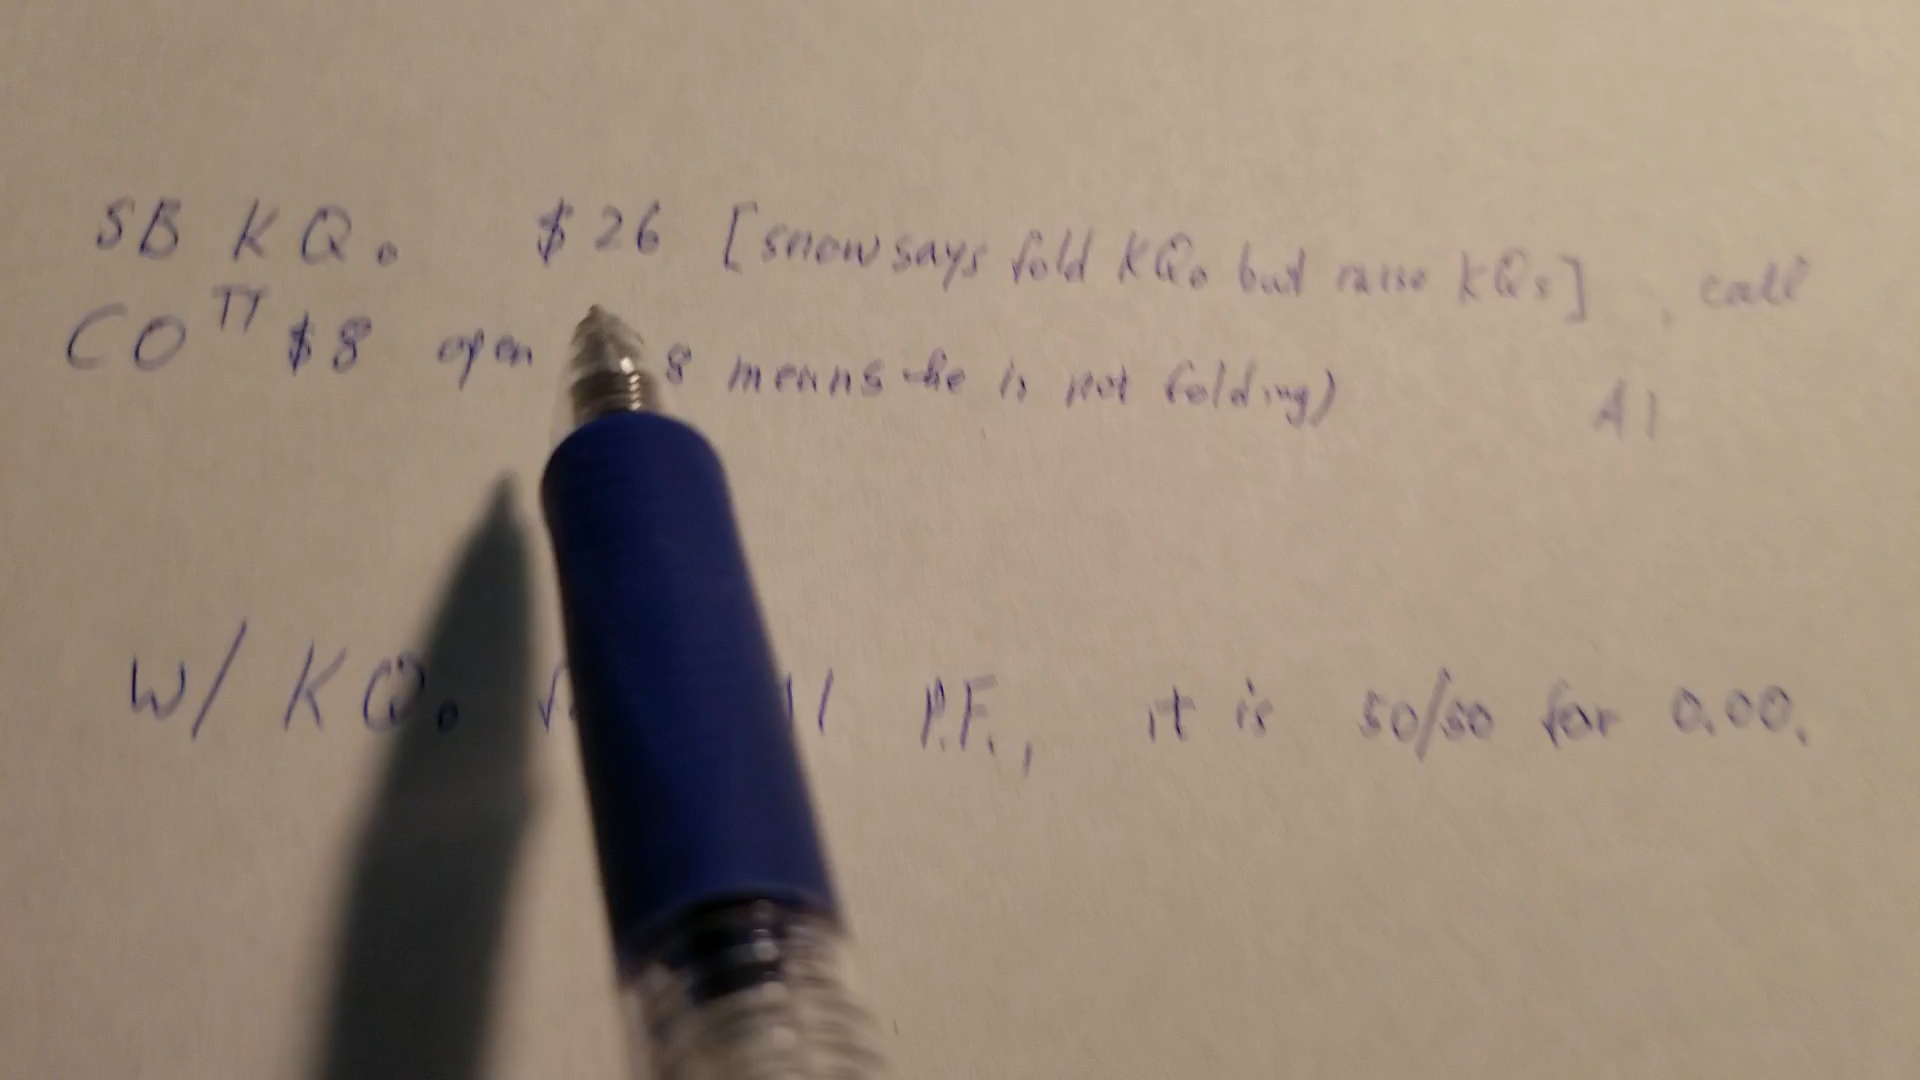 SB KQo $26 [snow says fold KQo but raise KQs], call
CO TT $8 open 8 means he is not folding) AI
W/ KQo P.F., it is 50/50 for 0.00.